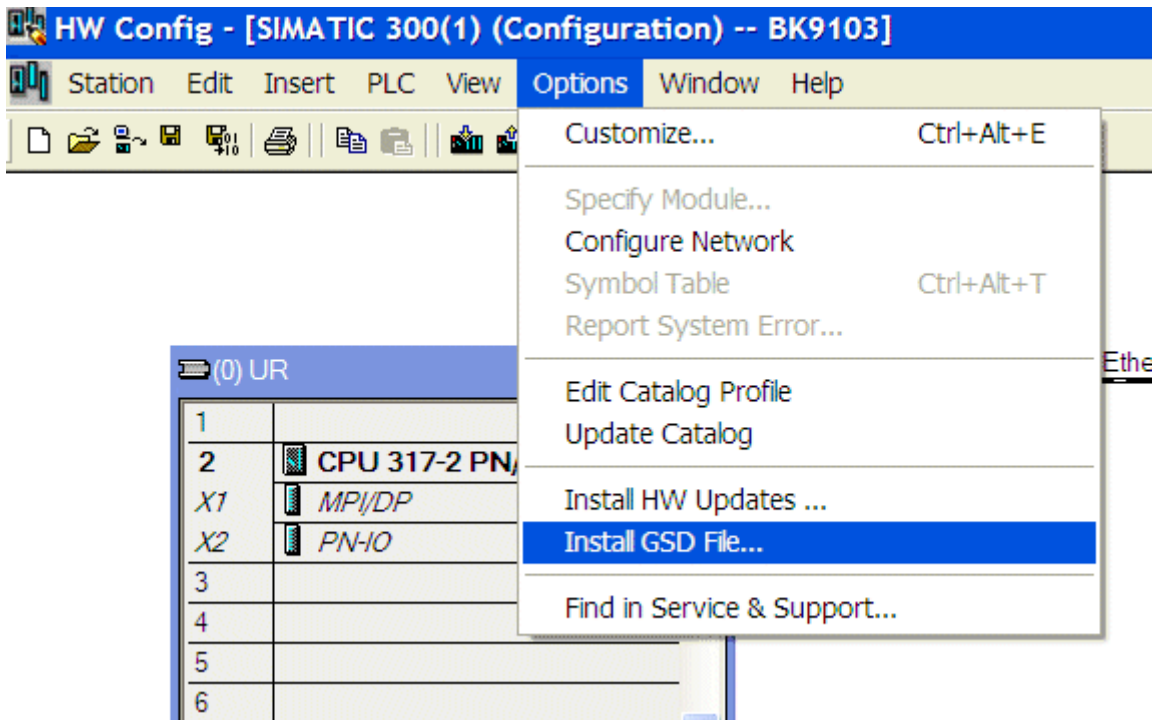 HW Config - [SIMATIC 300(1) (Configuration) -- BK9103]
Station Edit Insert PLC View Options Window Help
Customize... Ctrl+Alt+E
Specify Module...
Configure Network
Symbol Table Ctrl+Alt+T
Report System Error...
Edit Catalog Profile
Update Catalog
Install HW Updates ...
Install GSD File...
Find in Service & Support...
Ethe
(0) UR
1
2 CPU 317-2 PN/
X1 MPI/DP
X2 PN-IO
3
4
5
6